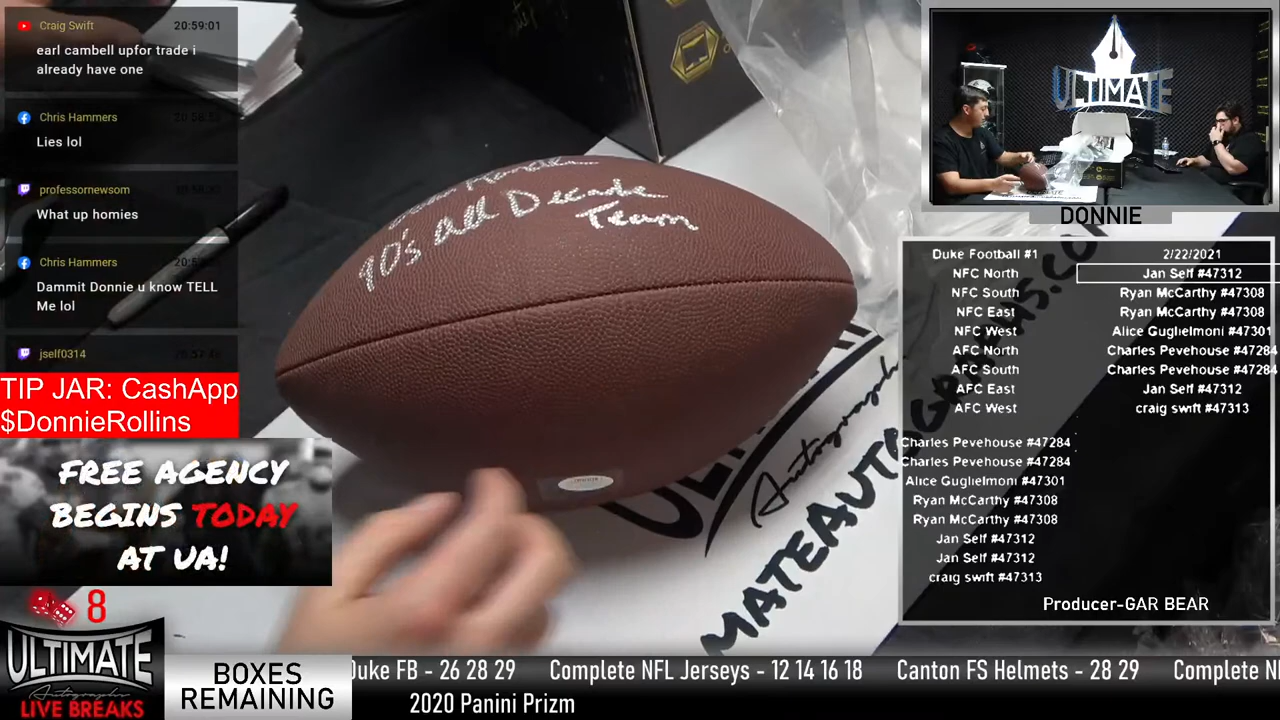 Craig Swift 20:59:01
earl cambell upfor trade i
already have one
Chris Hammers
Lies lol
professornewsom
What up homies
Chris Hammers
Dammit Donnie u know TELL
Me lol
jself0314
TIP JAR: CashApp
$DonnieRollins
FREE AGENCY
BEGINS TODAY
AT UA!
8
ULTIMATE
Autographs
LIVE BREAKS
BOXES
REMAINING
Duke FB - 26 28 29 Complete NFL Jerseys - 12 14 16 18 Canton FS Helmets - 28 29 Complete N
2020 Panini Prizm
90's all Decade
Team
Autographs
MATEAUTOGRAPHS.CO
ULTIMATE
DONNIE
Duke Football #1 2/22/2021
NFC North Jan Self #47312
NFC South Ryan McCarthy #47308
NFC East Ryan McCarthy #47308
NFC West Alice Guglielmoni #47301
AFC North Charles Pevehouse #47284
AFC South Charles Pevehouse #47284
AFC East Jan Self #47312
AFC West craig swift #47313
Charles Pevehouse #47284
Charles Pevehouse #47284
Alice Guglielmoni #47301
Ryan McCarthy #47308
Ryan McCarthy #47308
Jan Self #47312
Jan Self #47312
craig swift #47313
Producer-GAR BEAR